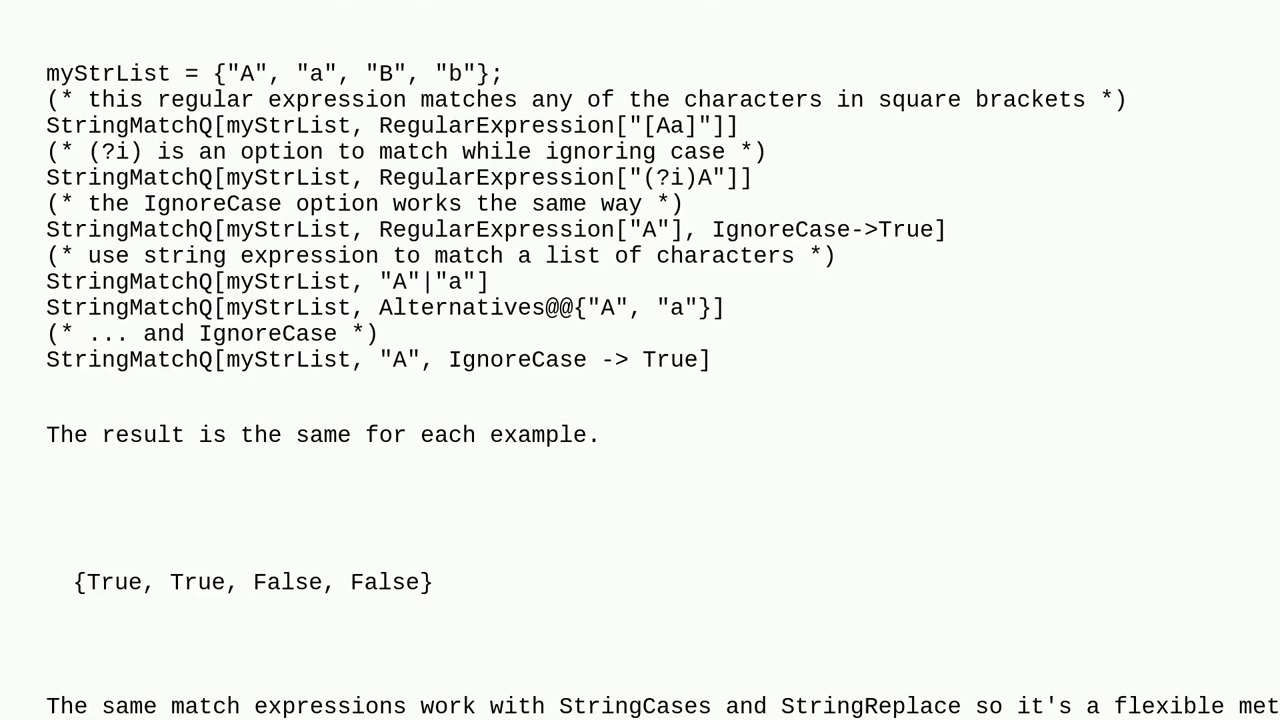 myStrList = {"A", "a", "B", "b"};
(* this regular expression matches any of the characters in square brackets *)
StringMatchQ[myStrList, RegularExpression["[Aa]"]]
(* (?i) is an option to match while ignoring case *)
StringMatchQ[myStrList, RegularExpression["(?i)A"]]
(* the IgnoreCase option works the same way *)
StringMatchQ[myStrList, RegularExpression["A"], IgnoreCase->True]
(* use string expression to match a list of characters *)
StringMatchQ[myStrList, "A"|"a"]
StringMatchQ[myStrList, Alternatives@@{"A", "a"}]
(* ... and IgnoreCase *)
StringMatchQ[myStrList, "A", IgnoreCase -> True]
The result is the same for each example.
{True, True, False, False}
The same match expressions work with StringCases and StringReplace so it's a flexible met